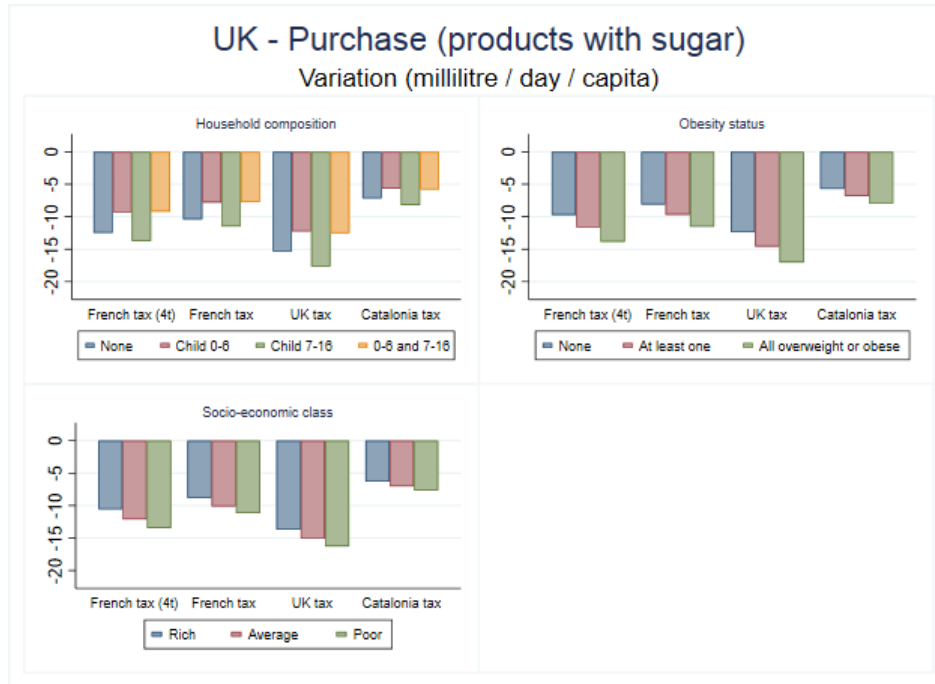 UK - Purchase (products with sugar)
Variation (millilitre / day / capita)
Household composition
0
-5
-10
-15
-20
French tax (4t) French tax UK tax Catalonia tax
None Child 0-6 Child 7-16 0-6 and 7-16
Obesity status
0
-5
-10
-15
-20
French tax (4t) French tax UK tax Catalonia tax
None At least one All overweight or obese
Socio-economic class
0
-5
-10
-15
-20
French tax (4t) French tax UK tax Catalonia tax
Rich Average Poor